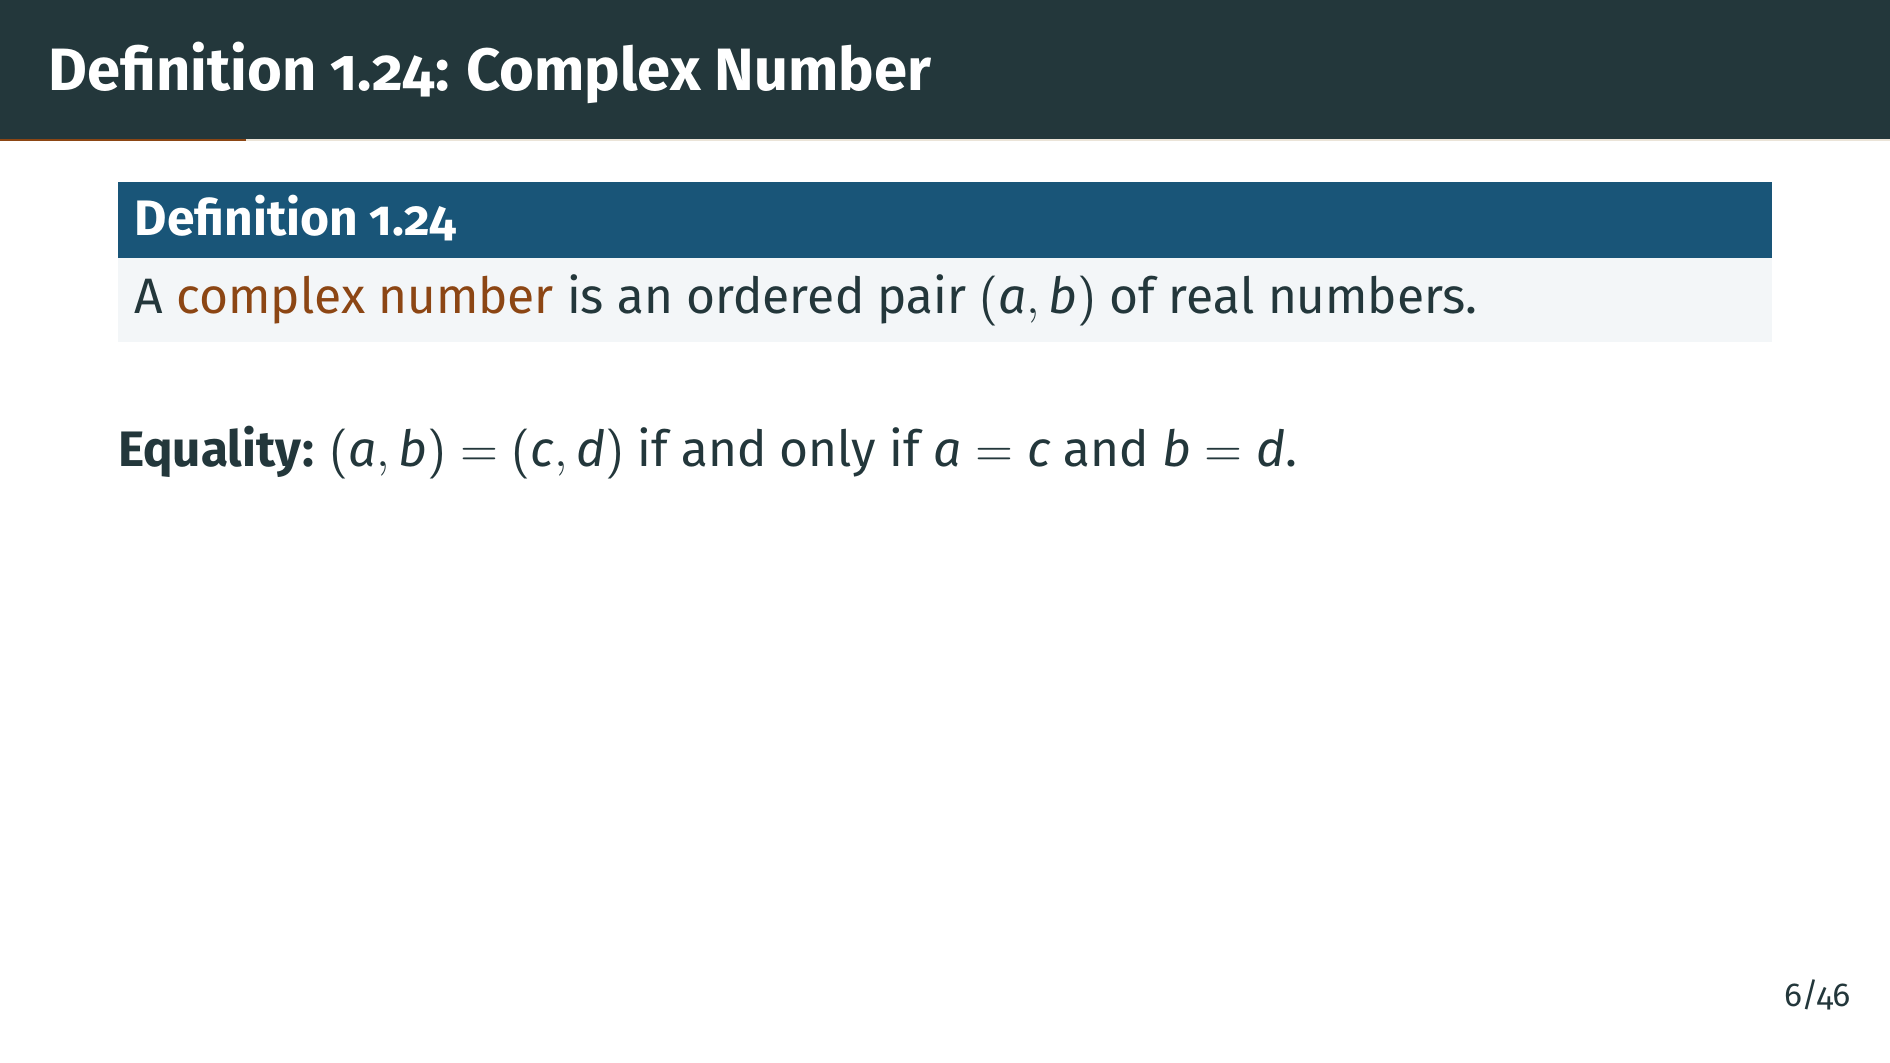 Definition 1.24: Complex Number
Definition 1.24
A complex number is an ordered pair (a, b) of real numbers.
Equality: (a, b) = (c, d) if and only if a = c and b = d.
6/46